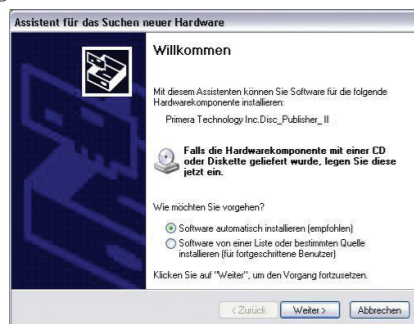 Assistent für das Suchen neuer Hardware
Willkommen
Mit diesem Assistenten können Sie Software für die folgende
Hardwarekomponente installieren:
Primera Technology Inc.Disc_Publisher_ II
Falls die Hardwarekomponente mit einer CD
oder Diskette geliefert wurde, legen Sie diese
jetzt ein.
Wie möchten Sie vorgehen?
Software automatisch installieren (empfohlen)
Software von einer Liste oder bestimmten Quelle
installieren (für fortgeschrittene Benutzer)
Klicken Sie auf "Weiter", um den Vorgang fortzusetzen.
< Zurück Weiter > Abbrechen